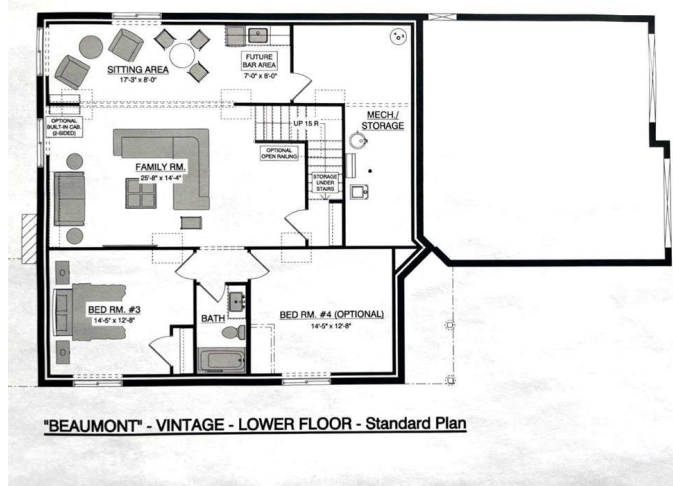 SITTING AREA
17'-3" x 8'-0"
FUTURE
BAR AREA
7'-0" x 8'-0"
MECH./
STORAGE
OPTIONAL
BUILT-IN CAB.
(2-SIDED)
UP 15 R
OPTIONAL
OPEN RAILING
FAMILY RM.
25'-8" x 14'-4"
STORAGE
UNDER
STAIRS
BED RM. #3
14'-5" x 12'-8"
BATH
BED RM. #4 (OPTIONAL)
14'-5" x 12'-8"
"BEAUMONT" - VINTAGE - LOWER FLOOR - Standard Plan